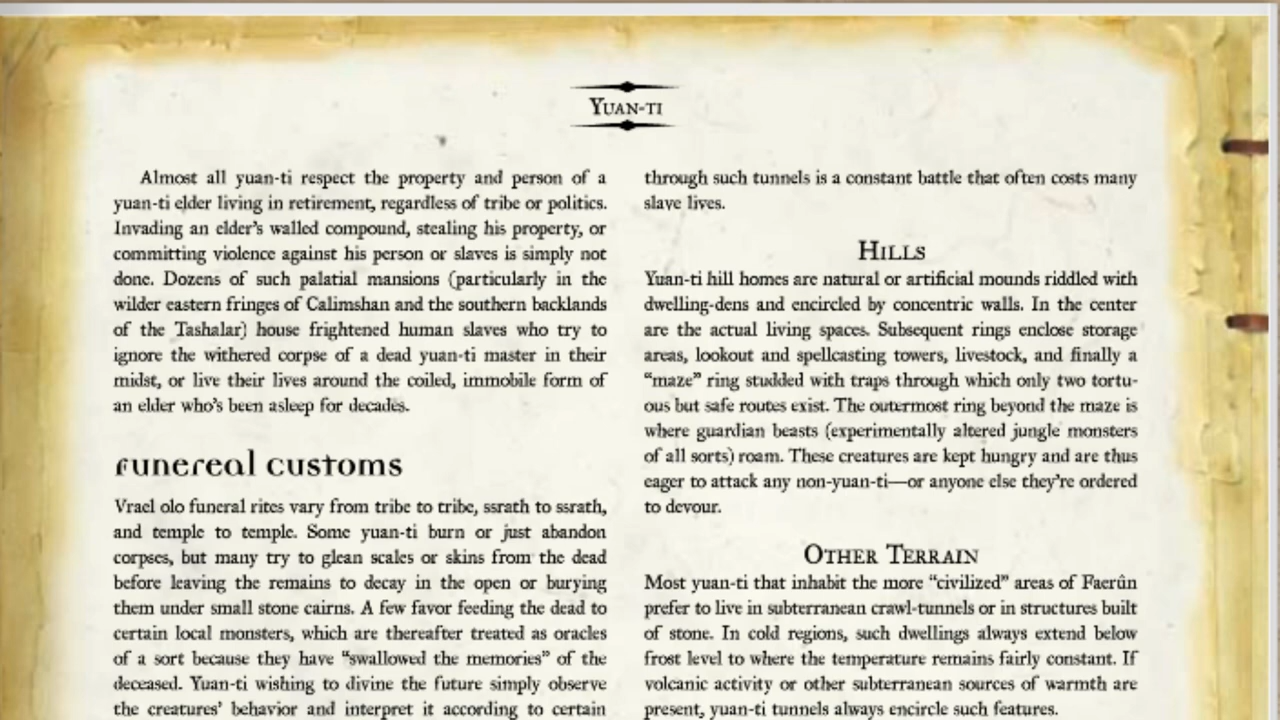 Yuan-ti
Almost all yuan-ti respect the property and person of a
yuan-ti elder living in retirement, regardless of tribe or politics.
Invading an elder's walled compound, stealing his property, or
committing violence against his person or slaves is simply not
done. Dozens of such palatial mansions (particularly in the
wilder eastern fringes of Calimshan and the southern backlands
of the Tashalar) house frightened human slaves who try to
ignore the withered corpse of a dead yuan-ti master in their
midst, or live their lives around the coiled, immobile form of
an elder who's been asleep for decades.
funereal customs
Vrael olo funeral rites vary from tribe to tribe, ssrath to ssrath,
and temple to temple. Some yuan-ti burn or just abandon
corpses, but many try to glean scales or skins from the dead
before leaving the remains to decay in the open or burying
them under small stone cairns. A few favor feeding the dead to
certain local monsters, which are thereafter treated as oracles
of a sort because they have “swallowed the memories” of the
deceased. Yuan-ti wishing to divine the future simply observe
the creatures' behavior and interpret it according to certain
through such tunnels is a constant battle that often costs many
slave lives.
Hills
Yuan-ti hill homes are natural or artificial mounds riddled with
dwelling-dens and encircled by concentric walls. In the center
are the actual living spaces. Subsequent rings enclose storage
areas, lookout and spellcasting towers, livestock, and finally a
“maze” ring studded with traps through which only two tortu-
ous but safe routes exist. The outermost ring beyond the maze is
where guardian beasts (experimentally altered jungle monsters
of all sorts) roam. These creatures are kept hungry and are thus
eager to attack any non-yuan-ti—or anyone else they're ordered
to devour.
Other Terrain
Most yuan-ti that inhabit the more “civilized” areas of Faerûn
prefer to live in subterranean crawl-tunnels or in structures built
of stone. In cold regions, such dwellings always extend below
frost level to where the temperature remains fairly constant. If
volcanic activity or other subterranean sources of warmth are
present, yuan-ti tunnels always encircle such features.